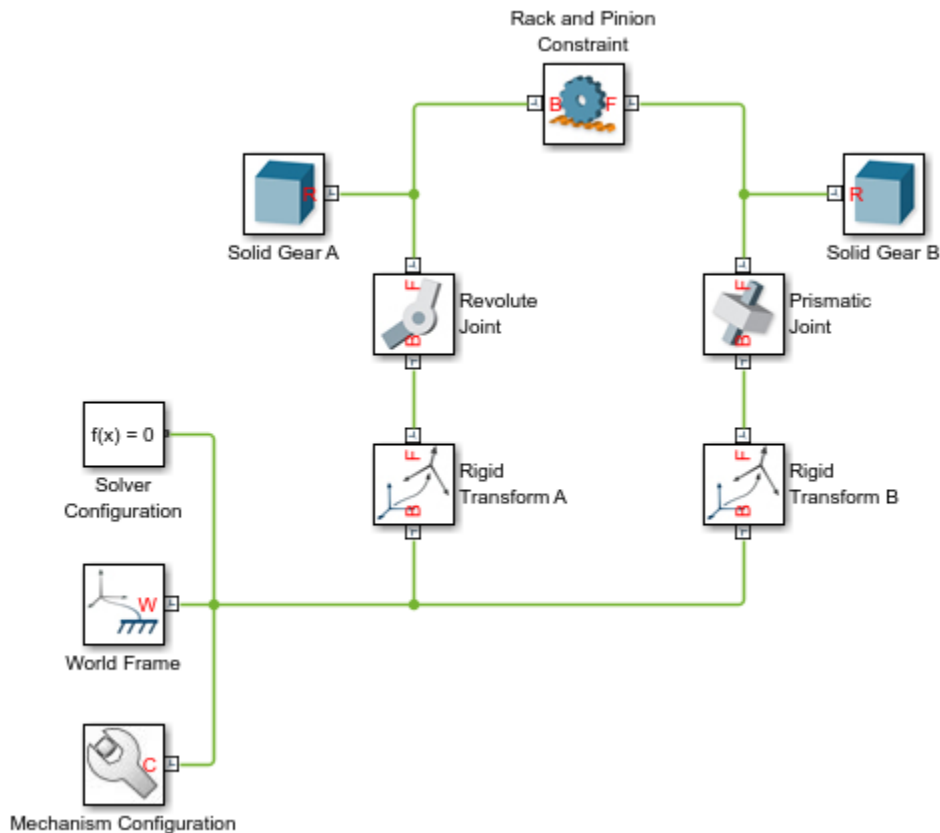 Rack and Pinion
Constraint
B F
R
Solid Gear A
R
Solid Gear B
F
Revolute
Joint
B
F
Prismatic
Joint
B
f(x) = 0
Solver
Configuration
F
Rigid
Transform A
B
F
Rigid
Transform B
B
W
World Frame
C
Mechanism Configuration